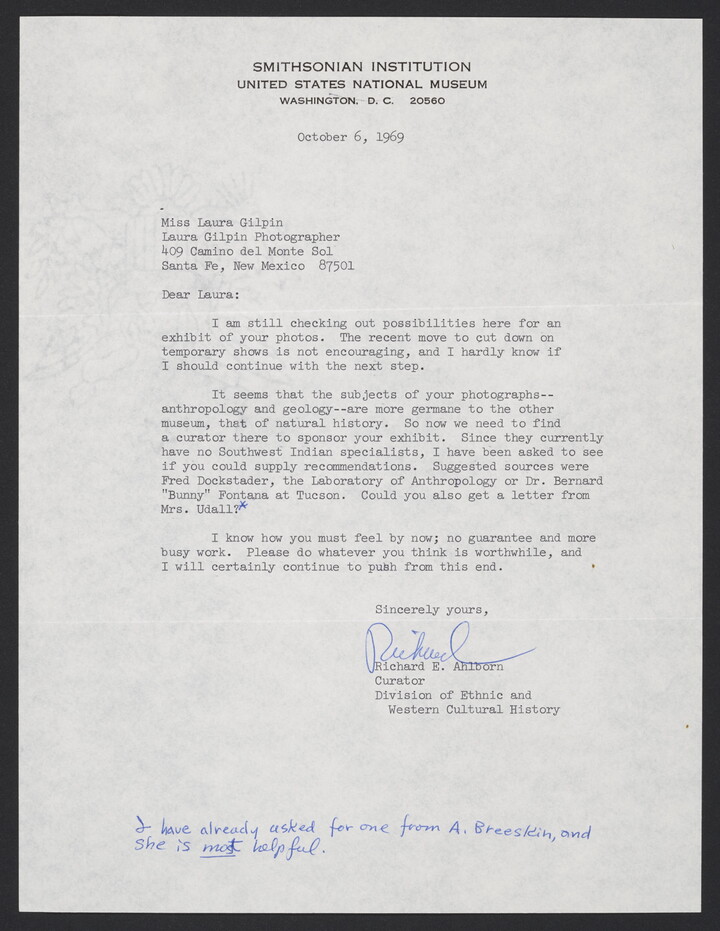 SMITHSONIAN INSTITUTION
UNITED STATES NATIONAL MUSEUM
WASHINGTON, D. C. 20560
October 6, 1969
Miss Laura Gilpin
Laura Gilpin Photographer
409 Camino del Monte Sol
Santa Fe, New Mexico 87501
Dear Laura:
I am still checking out possibilities here for an
exhibit of your photos. The recent move to cut down on
temporary shows is not encouraging, and I hardly know if
I should continue with the next step.
It seems that the subjects of your photographs--
anthropology and geology--are more germane to the other
museum, that of natural history. So now we need to find
a curator there to sponsor your exhibit. Since they currently
have no Southwest Indian specialists, I have been asked to see
if you could supply recommendations. Suggested sources were
Fred Dockstader, the Laboratory of Anthropology or Dr. Bernard
"Bunny" Fontana at Tucson. Could you also get a letter from
Mrs. Udall?*
I know how you must feel by now; no guarantee and more
busy work. Please do whatever you think is worthwhile, and
I will certainly continue to push from this end.
Sincerely yours,
Richard
Richard E. Ahlborn
Curator
Division of Ethnic and
Western Cultural History
I have already asked for one from A. Breeskin, and
she is most helpful.